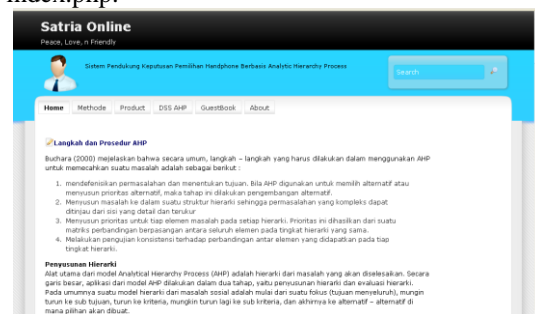 index.php.
Satria Online
Peace, Love, n Friendly
Sistem Pendukung Keputusan Pemilihan Handphone Berbasis Analytic Hierarchy Process
Search
Home Methode Product DSS AHP GuestBook About
Langkah dan Prosedur AHP
Buchara (2000) mejelaskan bahwa secara umum, langkah – langkah yang harus dilakukan dalam menggunakan AHP
untuk memecahkan suatu masalah adalah sebagai berikut :
1. mendefenisikan permasalahan dan menentukan tujuan. Bila AHP digunakan untuk memilih alternatif atau
menyusun prioritas alternatif, maka tahap ini dilakukan pengembangan alternatif.
2. Menyusun masalah ke dalam suatu struktur hierarki sehingga permasalahan yang kompleks dapat
ditinjau dari sisi yang detail dan terukur
3. Menyusun prioritas untuk tiap elemen masalah pada setiap hierarki. Prioritas ini dihasilkan dari suatu
matriks perbandingan berpasangan antara seluruh elemen pada tingkat hierarki yang sama.
4. Melakukan pengujian konsistensi terhadap perbandingan antar elemen yang didapatkan pada tiap
tingkat hierarki.
Penyusunan Hierarki
Alat utama dari model Analytical Hierarchy Process (AHP) adalah hierarki dari masalah yang akan diselesaikan. Secara
garis besar, aplikasi dari model AHP dilakukan dalam dua tahap, yaitu penyusunan hierarki dan evaluasi hierarki.
Pada umumnya suatu model hierarki dari masalah sosial adalah mulai dari suatu fokus (tujuan menyeluruh), mungin
turun ke sub tujuan, turun ke kriteria, mungkin turun lagi ke sub kriteria, dan akhirnya ke alternatif – alternatif di
mana pilihan akan dibuat.